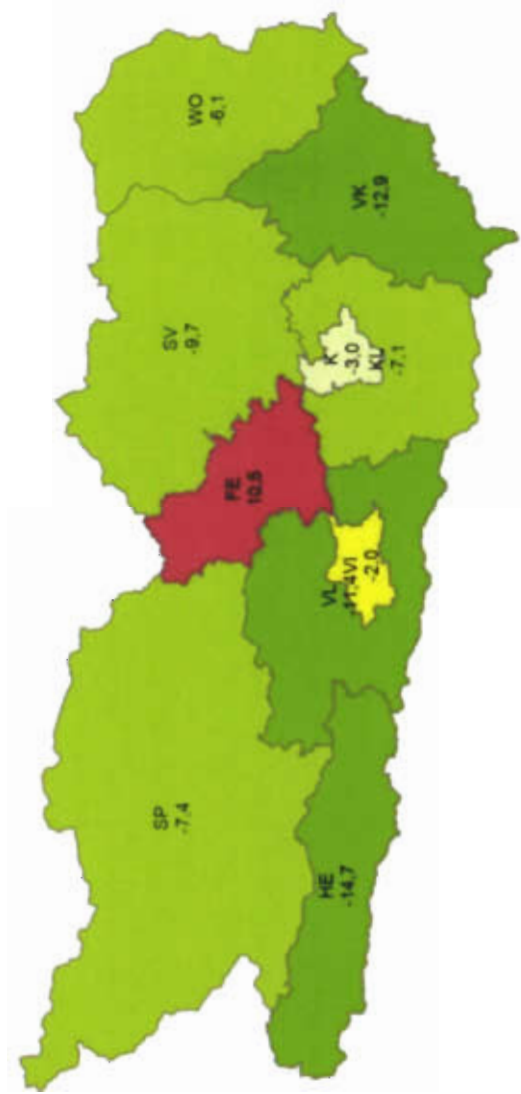 SP
-7,4
HE
-14,7
VL
-11,4
VI
-2,0
FE
10,5
SV
-9,7
K
-3,0
KL
-7,1
WO
-6,1
VK
-12,9